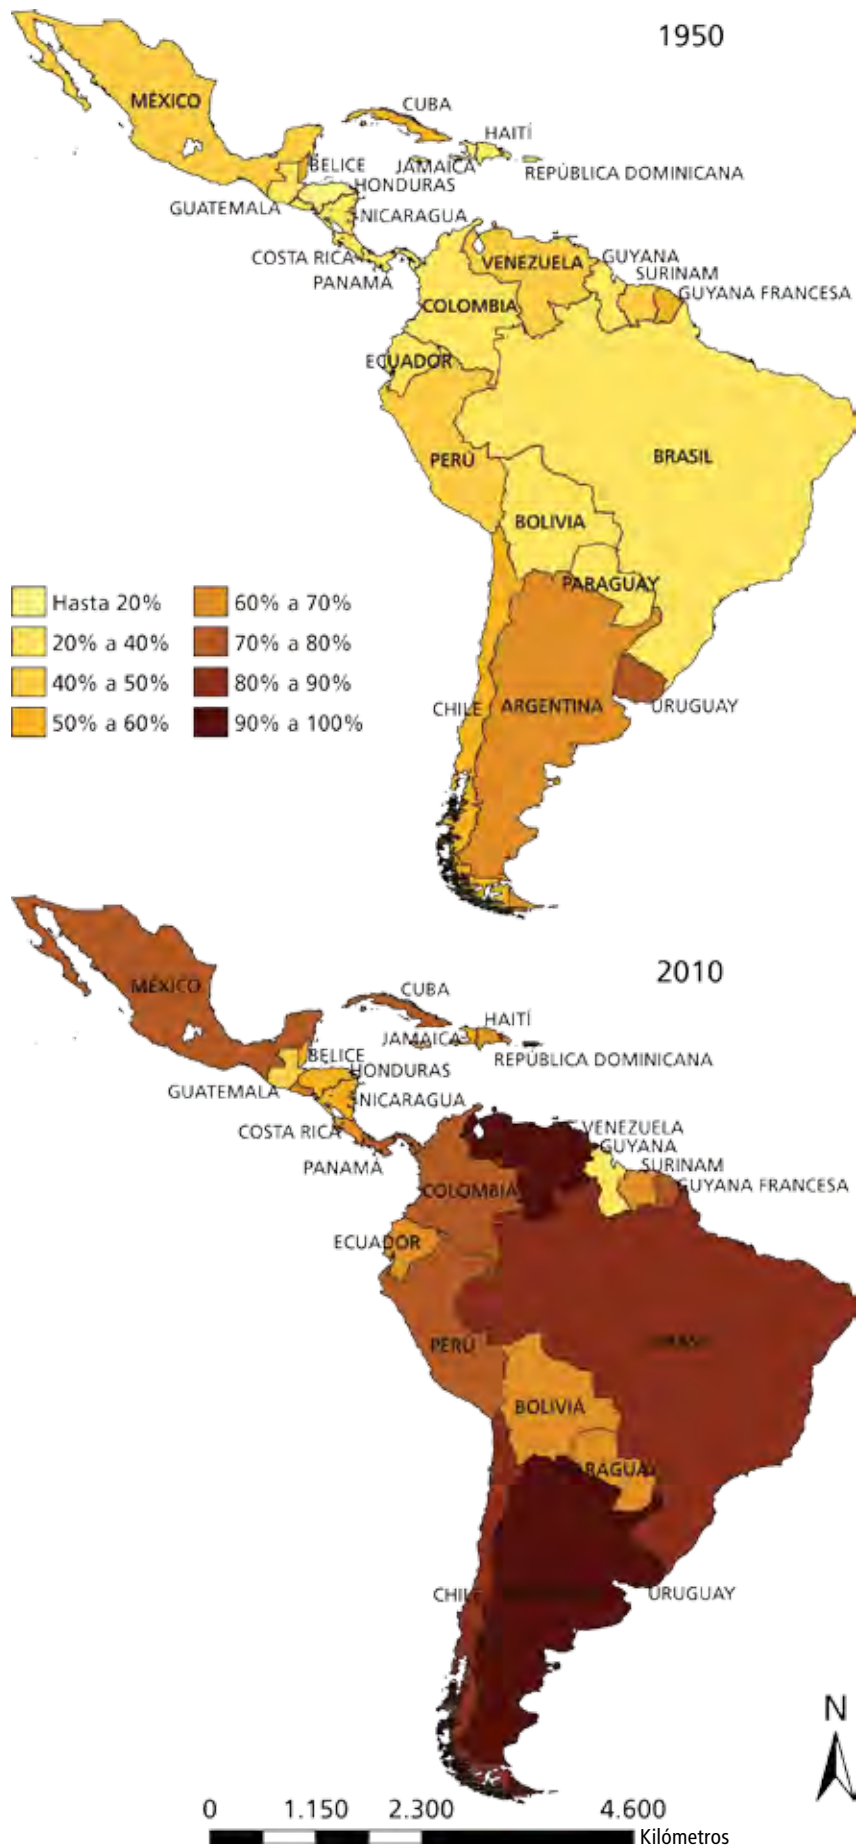 1950
MÉXICO
CUBA
HAITÍ
JAMAICA
REPÚBLICA DOMINICANA
BELICE
HONDURAS
GUATEMALA
NICARAGUA
COSTA RICA
PANAMÁ
VENEZUELA
GUYANA
SURINAM
GUYANA FRANCESA
COLOMBIA
ECUADOR
PERÚ
BRASIL
BOLIVIA
PARAGUAY
CHILE
ARGENTINA
URUGUAY
Hasta 20%
20% a 40%
40% a 50%
50% a 60%
60% a 70%
70% a 80%
80% a 90%
90% a 100%
2010
MÉXICO
CUBA
HAITÍ
JAMAICA
REPÚBLICA DOMINICANA
BELICE
HONDURAS
GUATEMALA
NICARAGUA
COSTA RICA
PANAMÁ
VENEZUELA
GUYANA
SURINAM
GUYANA FRANCESA
COLOMBIA
ECUADOR
PERÚ
BRASIL
BOLIVIA
PARAGUAY
CHILE
URUGUAY
N
0 1.150 2.300 4.600
Kilómetros